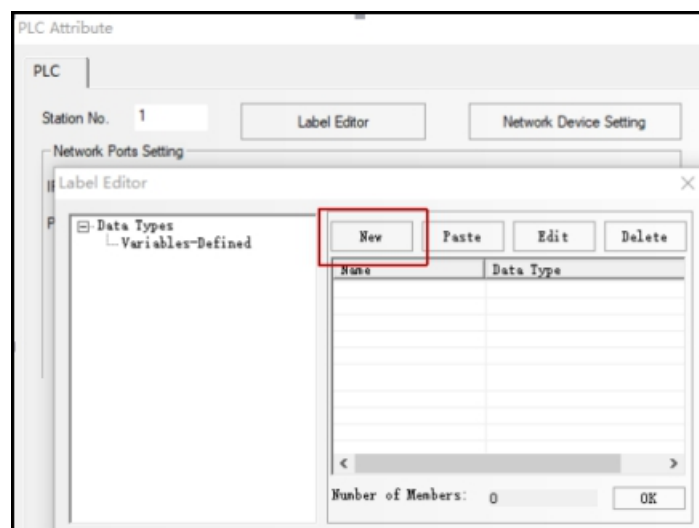 PLC Attribute
PLC
Station No. 1 Label Editor Network Device Setting
Network Ports Setting
Label Editor
Data Types
Variables-Defined
New Paste Edit Delete
Name Data Type
Number of Members: 0 OK